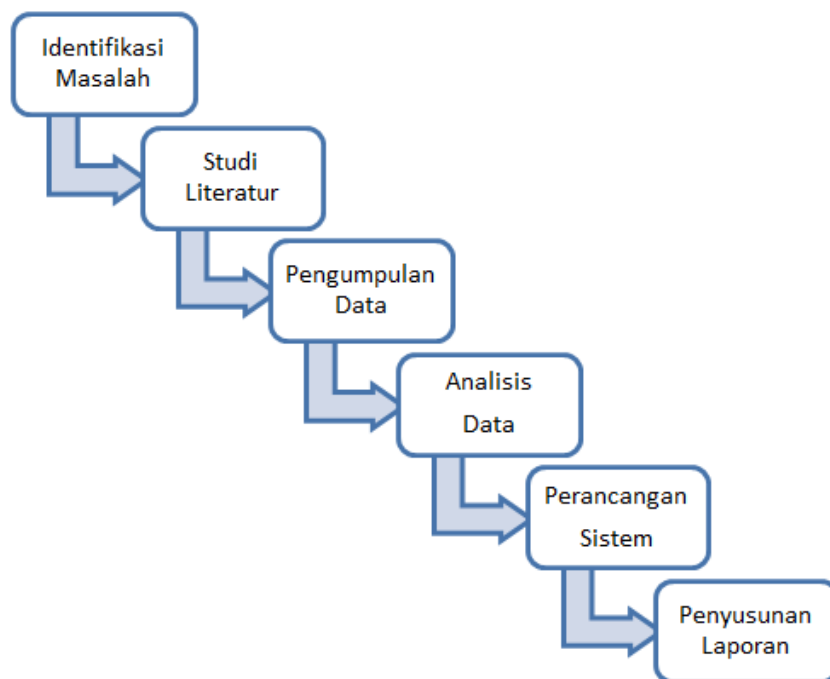 Identifikasi
Masalah
Studi
Literatur
Pengumpulan
Data
Analisis
Data
Perancangan
Sistem
Penyusunan
Laporan